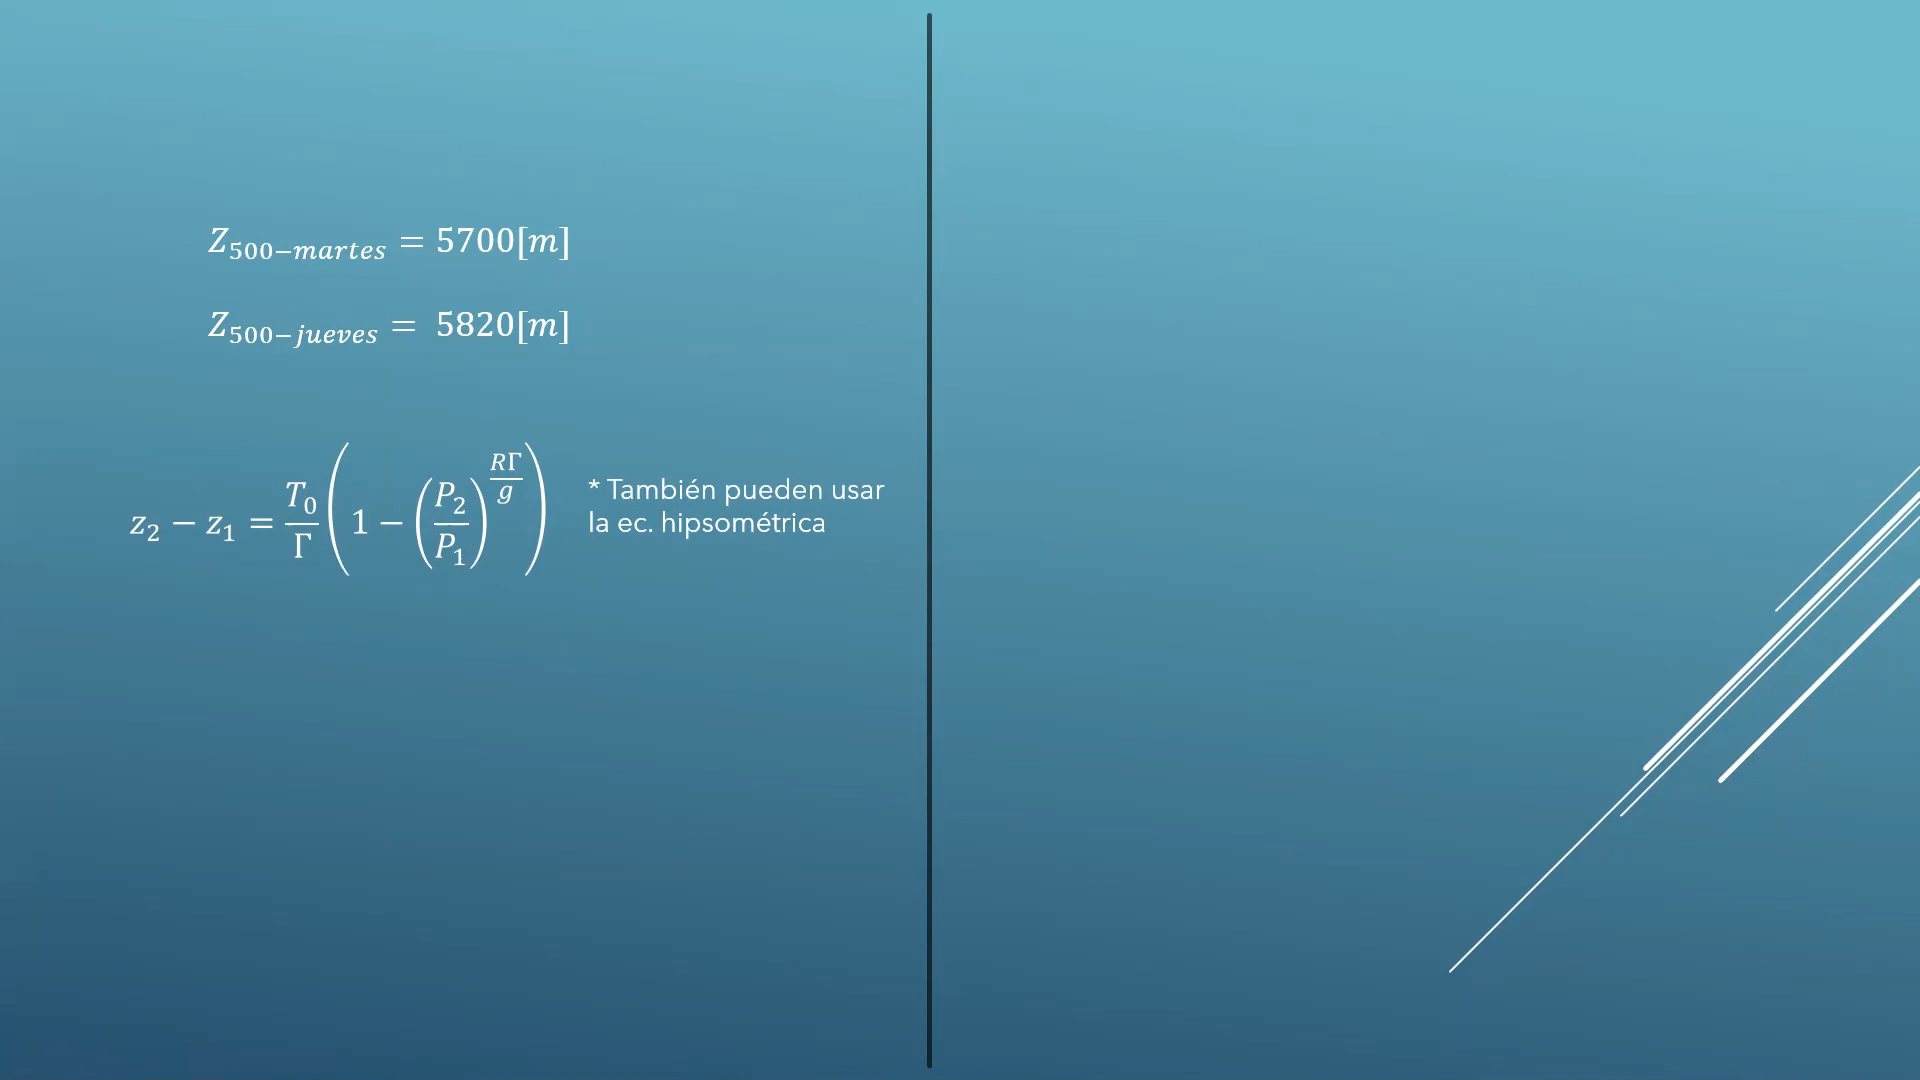 Z₅₀₀₋ₘₐᵣₜₑₛ = 5700[m]
Z₅₀₀₋ⱼᵤₑᵥₑₛ = 5820[m]
z₂ − z₁ = T₀/Γ (1 − (P₂/P₁)^(RΓ/g))
* También pueden usar
la ec. hipsométrica